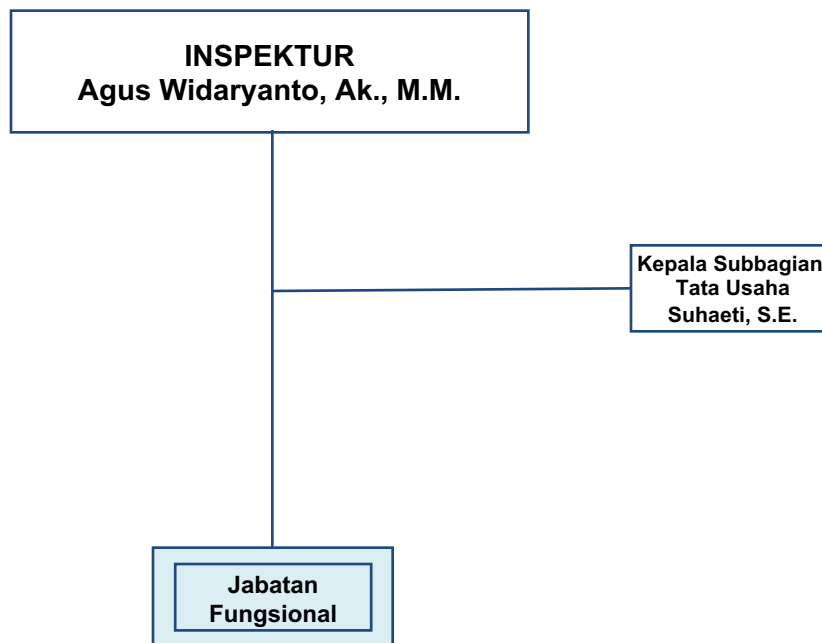 INSPEKTUR
Agus Widaryanto, Ak., M.M.
Kepala Subbagian
Tata Usaha
Suhaeti, S.E.
Jabatan
Fungsional